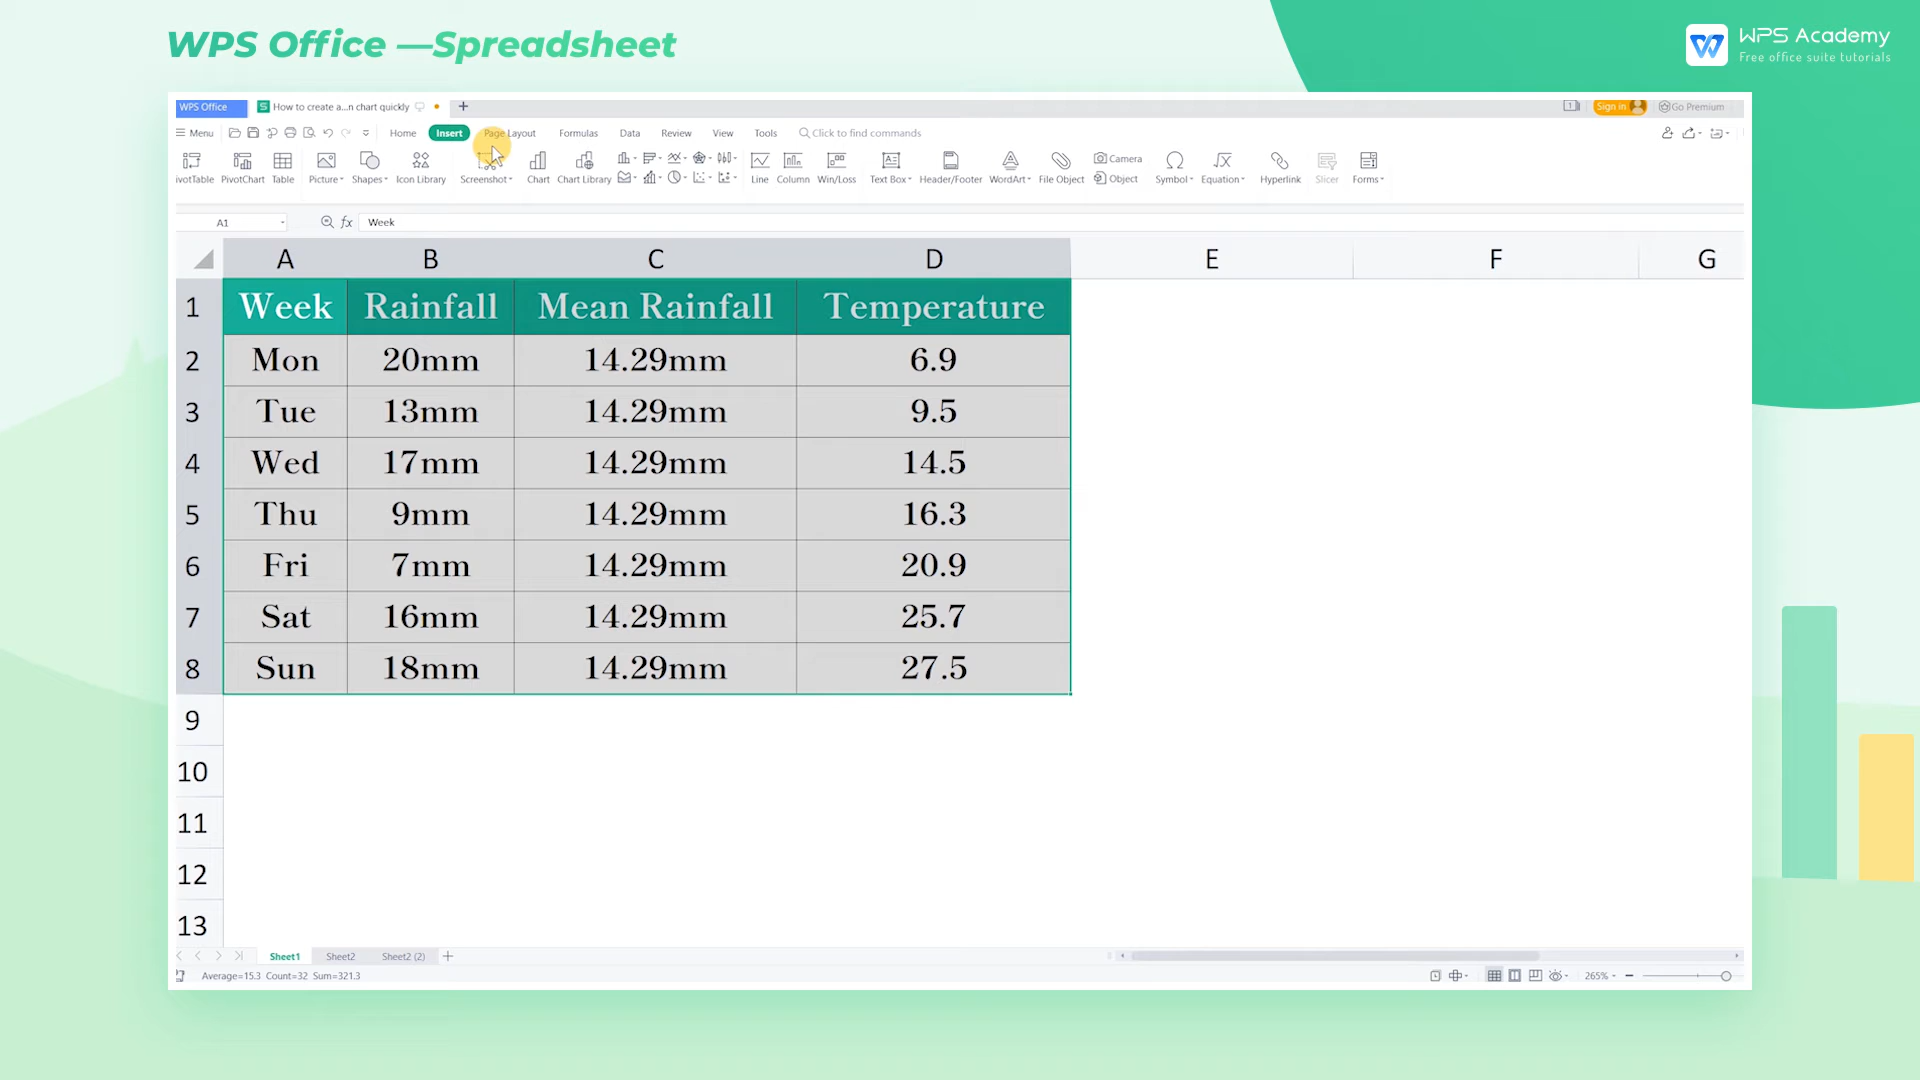 WPS Office —Spreadsheet
WPS Academy
Free office suite tutorials
WPS Office
How to create a...n chart quickly
Sign in
Go Premium
Menu Home Insert Page Layout Formulas Data Review View Tools Click to find commands
ivotTable PivotChart Table Picture Shapes Icon Library Screenshot Chart Chart Library Line Column Win/Loss Text Box Header/Footer WordArt File Object Camera Object Symbol Equation Hyperlink Slicer Forms
A1 fx Week
A B C D E F G
1 Week Rainfall Mean Rainfall Temperature
2 Mon 20mm 14.29mm 6.9
3 Tue 13mm 14.29mm 9.5
4 Wed 17mm 14.29mm 14.5
5 Thu 9mm 14.29mm 16.3
6 Fri 7mm 14.29mm 20.9
7 Sat 16mm 14.29mm 25.7
8 Sun 18mm 14.29mm 27.5
9
10
11
12
13
Sheet1 Sheet2 Sheet2 (2)
Average=15.3 Count=32 Sum=321.3
265%